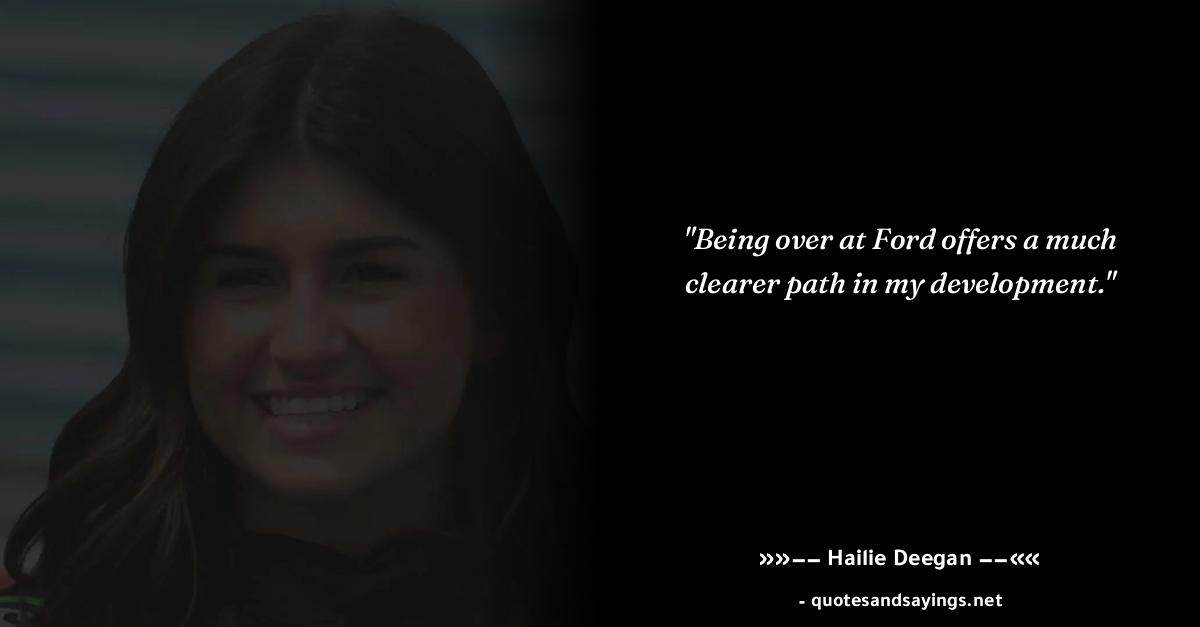 "Being over at Ford offers a much
clearer path in my development."
»»–– Hailie Deegan ––««
- quotesandsayings.net